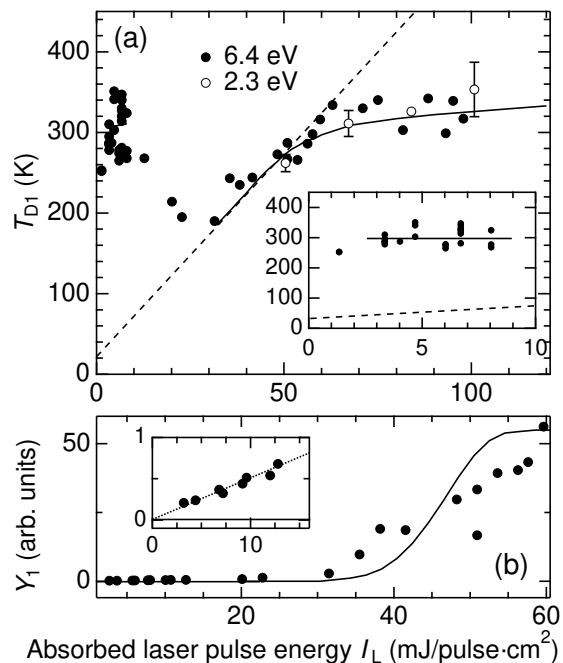 (a)
6.4 eV
2.3 eV
T_D1 (K)
400
300
200
100
0
0 50 100
400
300
200
100
0
0 5 10
(b)
Y_1 (arb. units)
50
0
1
0
0 10
20 40 60
Absorbed laser pulse energy I_L (mJ/pulse·cm²)